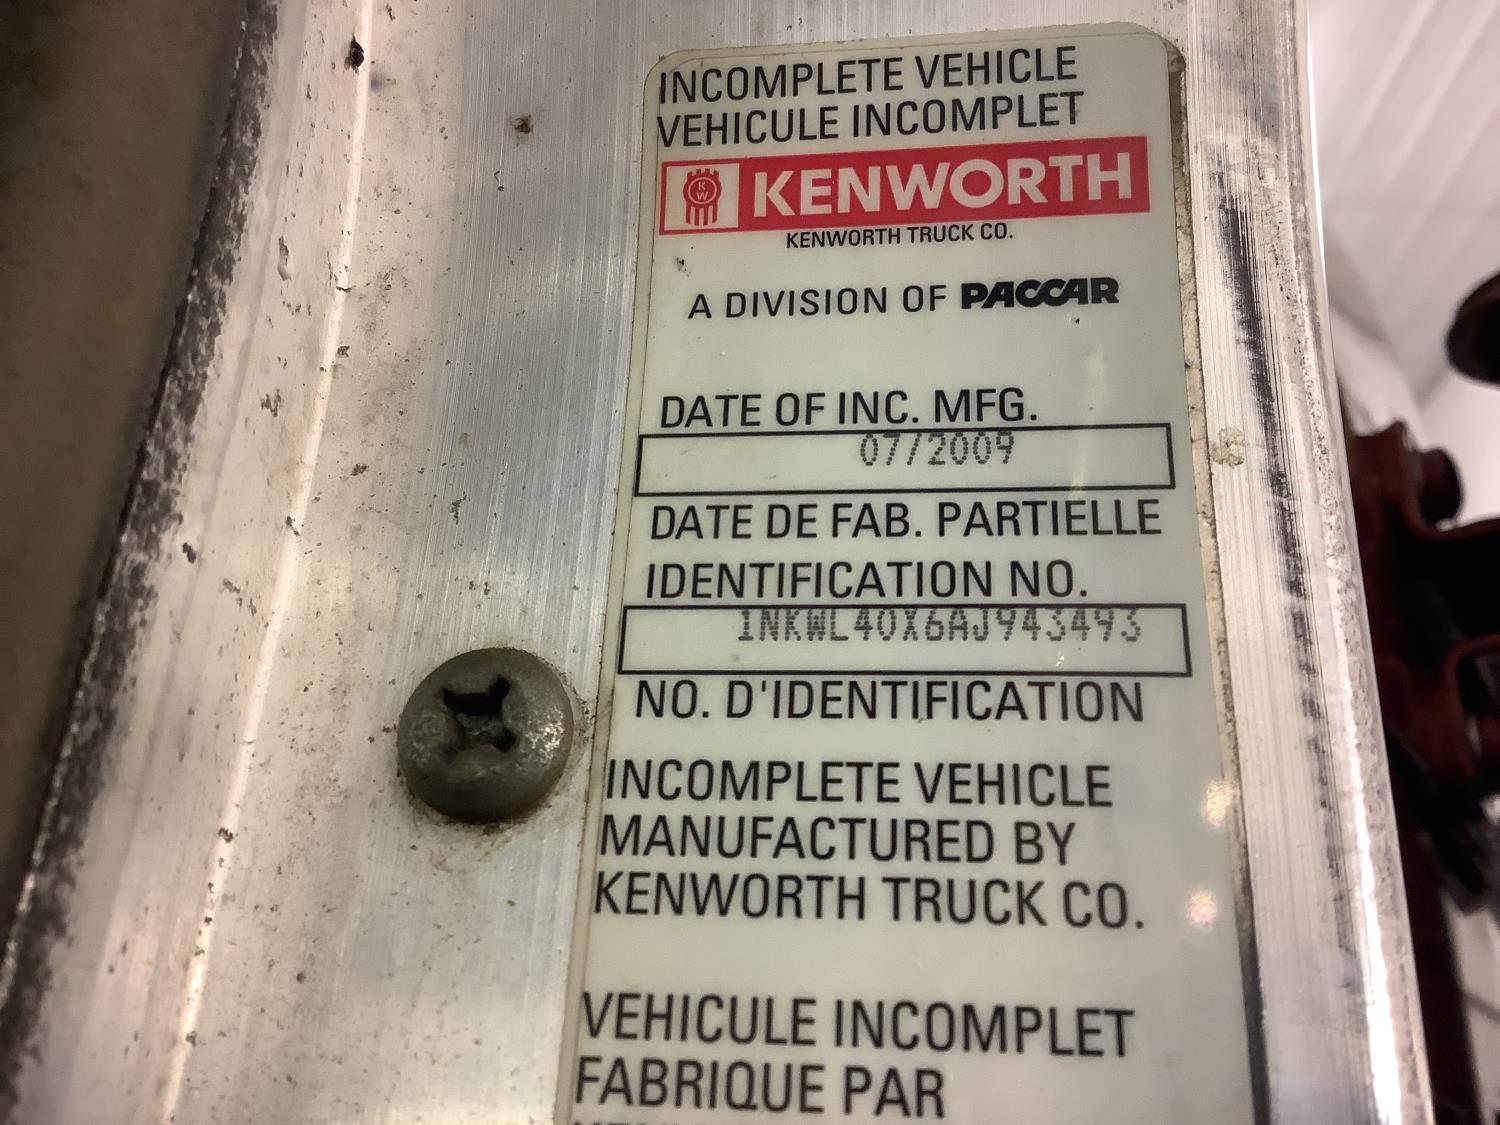 INCOMPLETE VEHICLE
VEHICULE INCOMPLET
KW KENWORTH
KENWORTH TRUCK CO.
A DIVISION OF PACCAR
DATE OF INC. MFG.
07/2009
DATE DE FAB. PARTIELLE
IDENTIFICATION NO.
1NKWL40X6AJ943493
NO. D'IDENTIFICATION
INCOMPLETE VEHICLE
MANUFACTURED BY
KENWORTH TRUCK CO.
VEHICULE INCOMPLET
FABRIQUE PAR